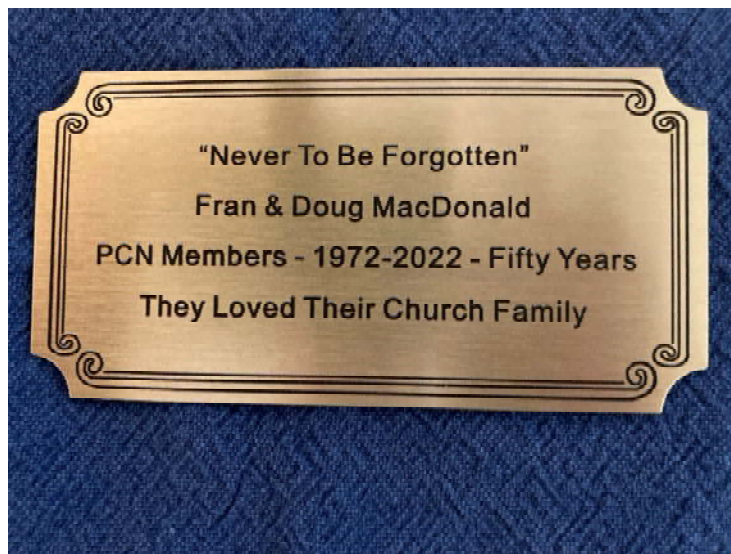 “Never To Be Forgotten”
Fran & Doug MacDonald
PCN Members - 1972-2022 - Fifty Years
They Loved Their Church Family